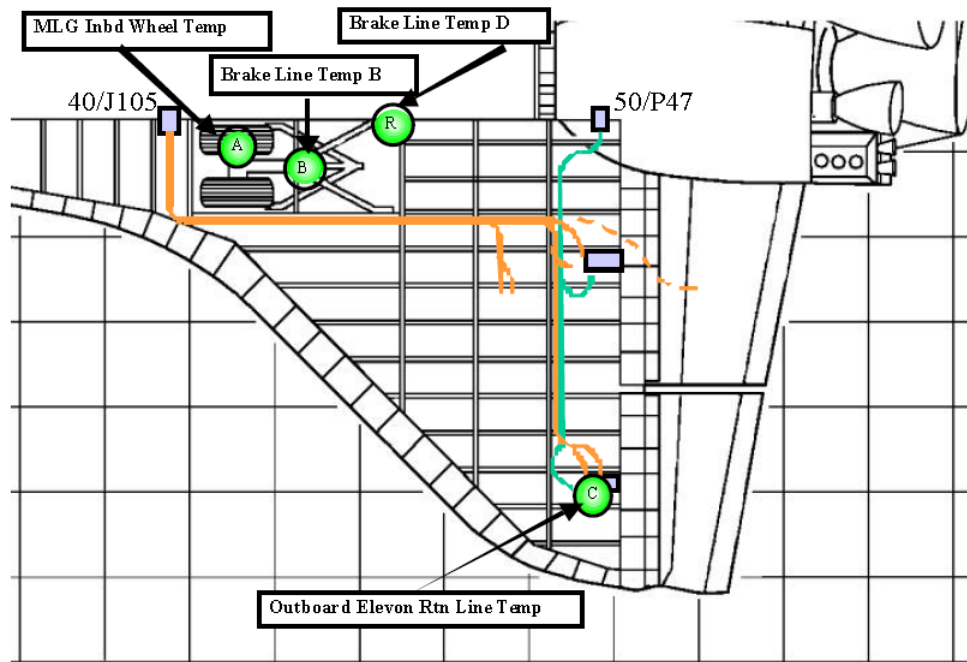 MLG Inbd Wheel Temp
Brake Line Temp D
Brake Line Temp B
40/J105
50/P47
R
A
B
C
Outboard Elevon Rtn Line Temp